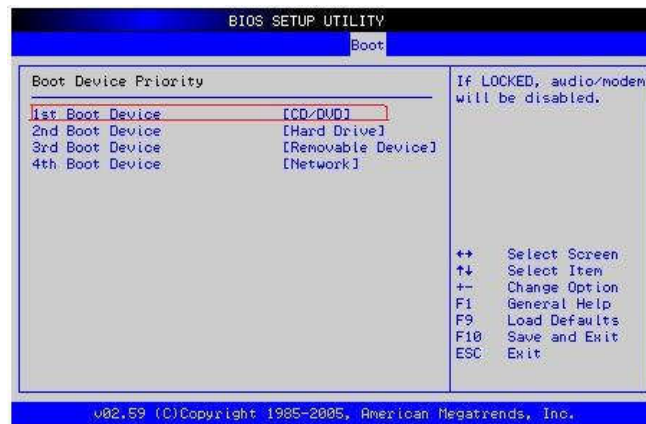 BIOS SETUP UTILITY
Boot
Boot Device Priority
1st Boot Device [CD/DVD]
2nd Boot Device [Hard Drive]
3rd Boot Device [Removable Device]
4th Boot Device [Network]
If LOCKED, audio/modem
will be disabled.
↔ Select Screen
↑↓ Select Item
+- Change Option
F1 General Help
F9 Load Defaults
F10 Save and Exit
ESC Exit
v02.59 (C)Copyright 1985-2005, American Megatrends, Inc.